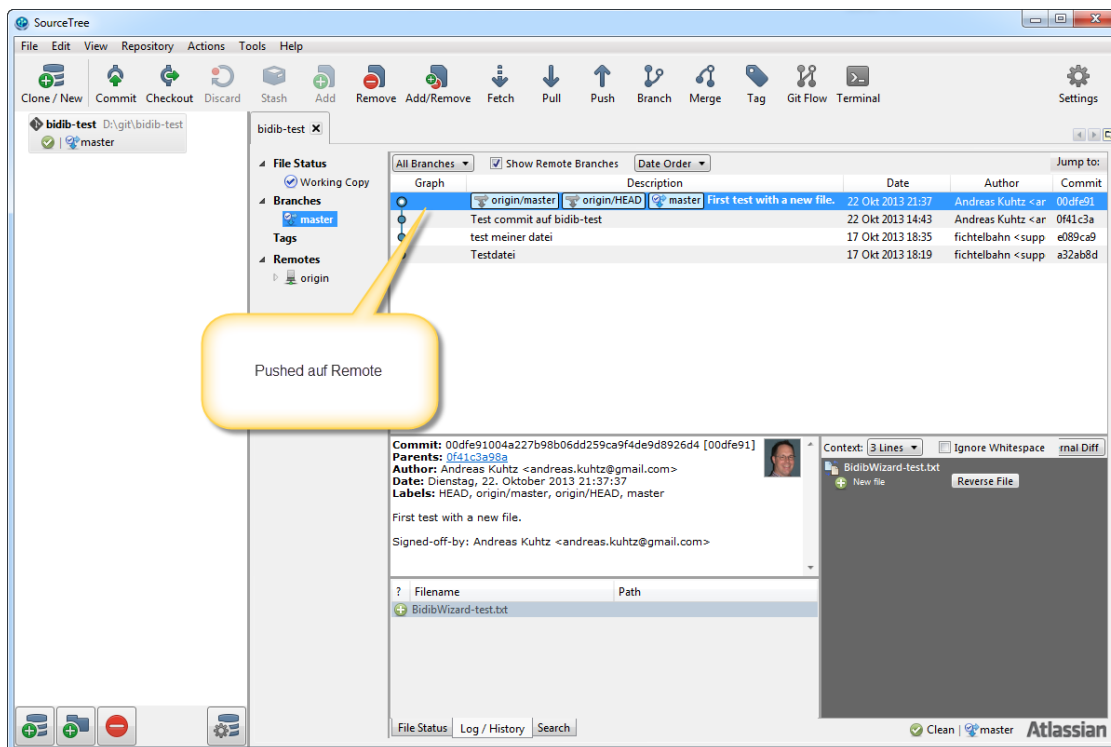 SourceTree
File Edit View Repository Actions Tools Help
Clone / New Commit Checkout Discard Stash Add Remove Add/Remove Fetch Pull Push Branch Merge Tag Git Flow Terminal Settings
bidib-test D:\git\bidib-test
master
bidib-test
File Status
Working Copy
Branches
master
Tags
Remotes
origin
All Branches Show Remote Branches Date Order Jump to:
Graph Description Date Author Commit
origin/master origin/HEAD master First test with a new file. 22 Okt 2013 21:37 Andreas Kuhtz <ar 00dfe91
Test commit auf bidib-test 22 Okt 2013 14:43 Andreas Kuhtz <ar 0f41c3a
test meiner datei 17 Okt 2013 18:35 fichtelbahn <supp e089ca9
Testdatei 17 Okt 2013 18:19 fichtelbahn <supp a32ab8d
Pushed auf Remote
Commit: 00dfe91004a227b98b06dd259ca9f4de9d8926d4 [00dfe91]
Parents: 0f41c3a98a
Author: Andreas Kuhtz <andreas.kuhtz@gmail.com>
Date: Dienstag, 22. Oktober 2013 21:37:37
Labels: HEAD, origin/master, origin/HEAD, master
First test with a new file.
Signed-off-by: Andreas Kuhtz <andreas.kuhtz@gmail.com>
? Filename Path
BidibWizard-test.txt
Context: 3 Lines Ignore Whitespace rnal Diff
BidibWizard-test.txt
New file Reverse File
File Status Log / History Search
Clean | master Atlassian